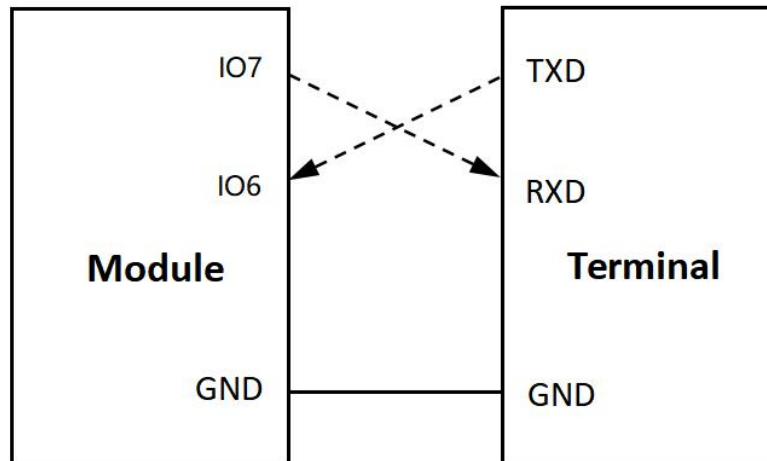 IO7
TXD
IO6
RXD
Module
Terminal
GND
GND